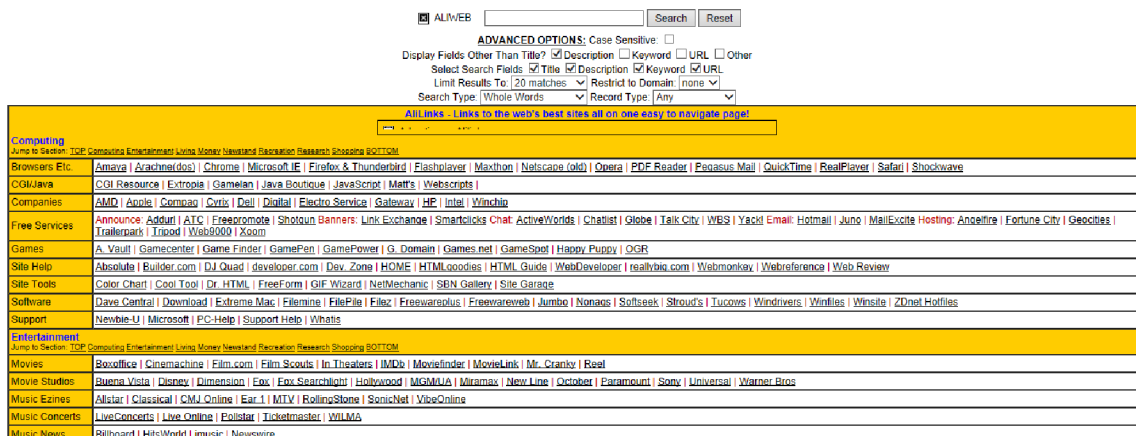 ALIWEB Search Reset
ADVANCED OPTIONS: Case Sensitive:
Display Fields Other Than Title? Description Keyword URL Other
Select Search Fields Title Description Keyword URL
Limit Results To: 20 matches Restrict to Domain: none
Search Type: Whole Words Record Type: Any
AliLinks - Links to the web's best sites all on one easy to navigate page!
Computing
Jump to Section: TOP Computing Entertainment Living Money Newstand Recreation Research Shopping BOTTOM
Browsers Etc. Amaya | Arachne(dos) | Chrome | Microsoft IE | Firefox & Thunderbird | Flashplayer | Maxthon | Netscape (old) | Opera | PDF Reader | Pegasus Mail | QuickTime | RealPlayer | Safari | Shockwave
CGI/Java CGI Resource | Extropia | Gamelan | Java Boutique | JavaScript | Matt's | Webscripts |
Companies AMD | Apple | Compaq | Cyrix | Dell | Digital | Electro Service | Gateway | HP | Intel | Winchip
Free Services Announce: Addurl | ATC | Freepromote | Shotgun Banners: Link Exchange | Smartclicks Chat: ActiveWorlds | Chatlist | Globe | Talk City | WBS | Yack! Email: Hotmail | Juno | MailExcite Hosting: Angelfire | Fortune City | Geocities |
Trailerpark | Tripod | Web9000 | Xoom
Games A. Vault | Gamecenter | Game Finder | GamePen | GamePower | G. Domain | Games.net | GameSpot | Happy Puppy | OGR
Site Help Absolute | Builder.com | DJ Quad | developer.com | Dev. Zone | HOME | HTMLgoodies | HTML Guide | WebDeveloper | reallybig.com | Webmonkey | Webreference | Web Review
Site Tools Color Chart | Cool Tool | Dr. HTML | FreeForm | GIF Wizard | NetMechanic | SBN Gallery | Site Garage
Software Dave Central | Download | Extreme Mac | Filemine | FilePile | Filez | Freewareplus | Freewareweb | Jumbo | Nonags | Softseek | Stroud's | Tucows | Windrivers | Winfiles | Winsite | ZDnet Hotfiles
Support Newbie-U | Microsoft | PC-Help | Support Help | Whatis
Entertainment
Jump to Section: TOP Computing Entertainment Living Money Newstand Recreation Research Shopping BOTTOM
Movies Boxoffice | Cinemachine | Film.com | Film Scouts | In Theaters | IMDb | Moviefinder | MovieLink | Mr. Cranky | Reel
Movie Studios Buena Vista | Disney | Dimension | Fox | Fox Searchlight | Hollywood | MGM/UA | Miramax | New Line | October | Paramount | Sony | Universal | Warner Bros
Music Ezines Allstar | Classical | CMJ Online | Ear 1 | MTV | RollingStone | SonicNet | VibeOnline
Music Concerts LiveConcerts | Live Online | Pollstar | Ticketmaster | WILMA
Music News Billboard | HitsWorld | imusic | Newswire